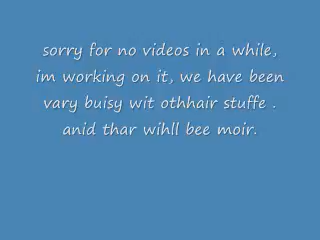 sorry for no videos in a while,
im working on it, we have been
vary buisy wit othhair stuffe .
anid thar wihll bee moir.